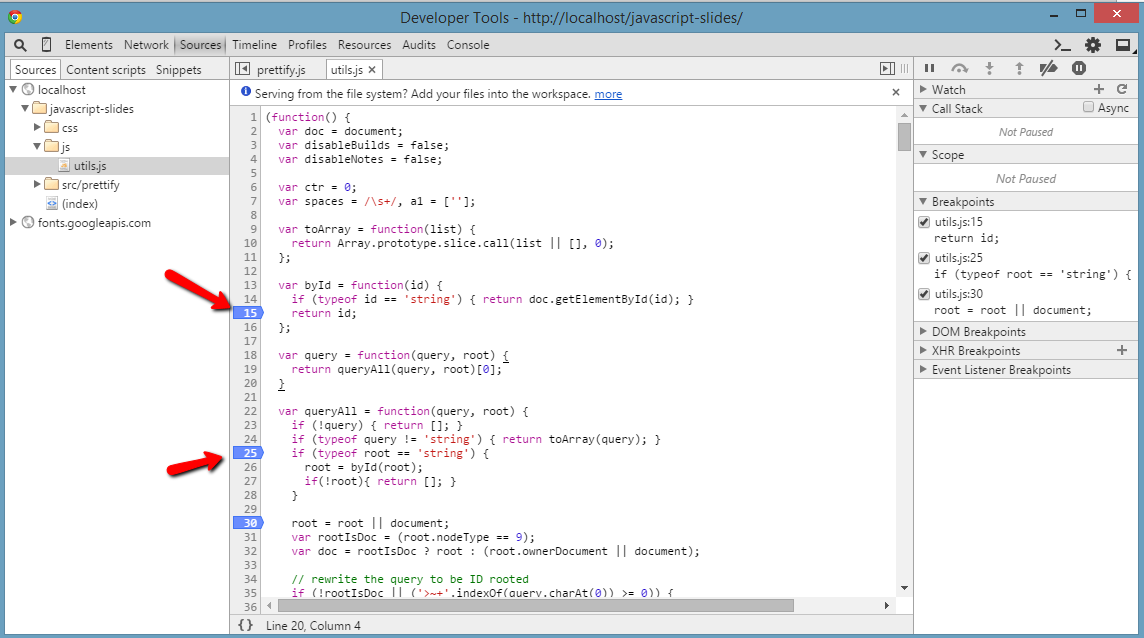 Developer Tools - http://localhost/javascript-slides/
Elements Network Sources Timeline Profiles Resources Audits Console
Sources Content scripts Snippets
prettify.js utils.js ×
localhost
javascript-slides
css
js
utils.js
src/prettify
(index)
fonts.googleapis.com
Serving from the file system? Add your files into the workspace. more ×
1 (function() {
2 var doc = document;
3 var disableBuilds = false;
4 var disableNotes = false;
5
6 var ctr = 0;
7 var spaces = /\s+/, a1 = [''];
8
9 var toArray = function(list) {
10 return Array.prototype.slice.call(list || [], 0);
11 };
12
13 var byId = function(id) {
14 if (typeof id == 'string') { return doc.getElementById(id); }
15 return id;
16 };
17
18 var query = function(query, root) {
19 return queryAll(query, root)[0];
20 }
21
22 var queryAll = function(query, root) {
23 if (!query) { return []; }
24 if (typeof query != 'string') { return toArray(query); }
25 if (typeof root == 'string') {
26 root = byId(root);
27 if(!root){ return []; }
28 }
29
30 root = root || document;
31 var rootIsDoc = (root.nodeType == 9);
32 var doc = rootIsDoc ? root : (root.ownerDocument || document);
33
34 // rewrite the query to be ID rooted
35 if (!rootIsDoc || ('>~+'.indexOf(query.charAt(0)) >= 0)) {
36
{} Line 20, Column 4
Watch
Call Stack Async
Not Paused
Scope
Not Paused
Breakpoints
utils.js:15
return id;
utils.js:25
if (typeof root == 'string') {
utils.js:30
root = root || document;
DOM Breakpoints
XHR Breakpoints
Event Listener Breakpoints